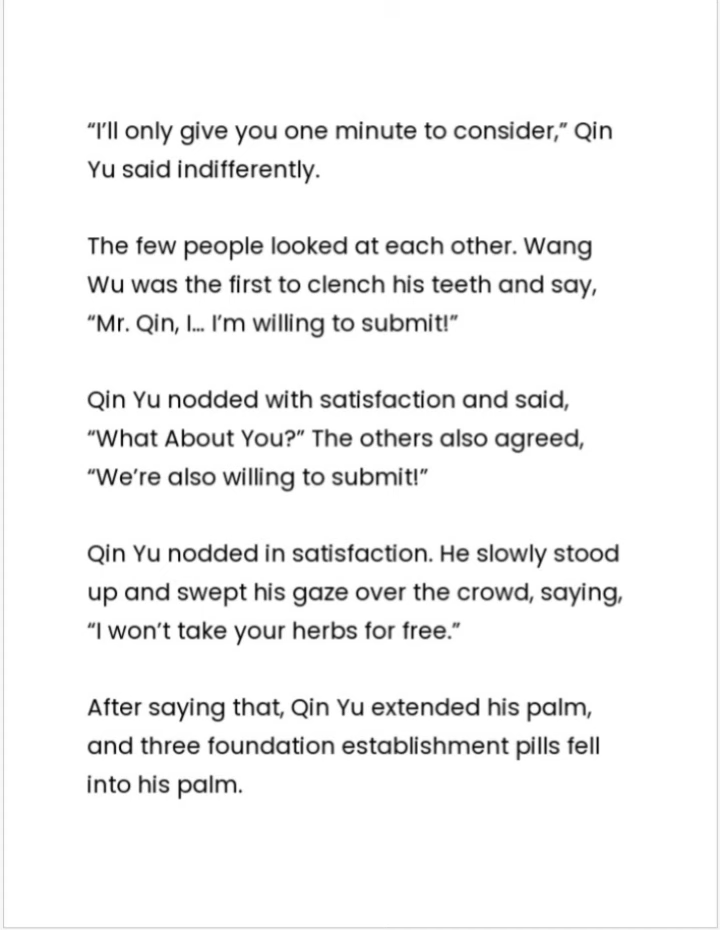 “I’ll only give you one minute to consider,” Qin
Yu said indifferently.
The few people looked at each other. Wang
Wu was the first to clench his teeth and say,
“Mr. Qin, I… I’m willing to submit!”
Qin Yu nodded with satisfaction and said,
“What About You?” The others also agreed,
“We’re also willing to submit!”
Qin Yu nodded in satisfaction. He slowly stood
up and swept his gaze over the crowd, saying,
“I won’t take your herbs for free.”
After saying that, Qin Yu extended his palm,
and three foundation establishment pills fell
into his palm.